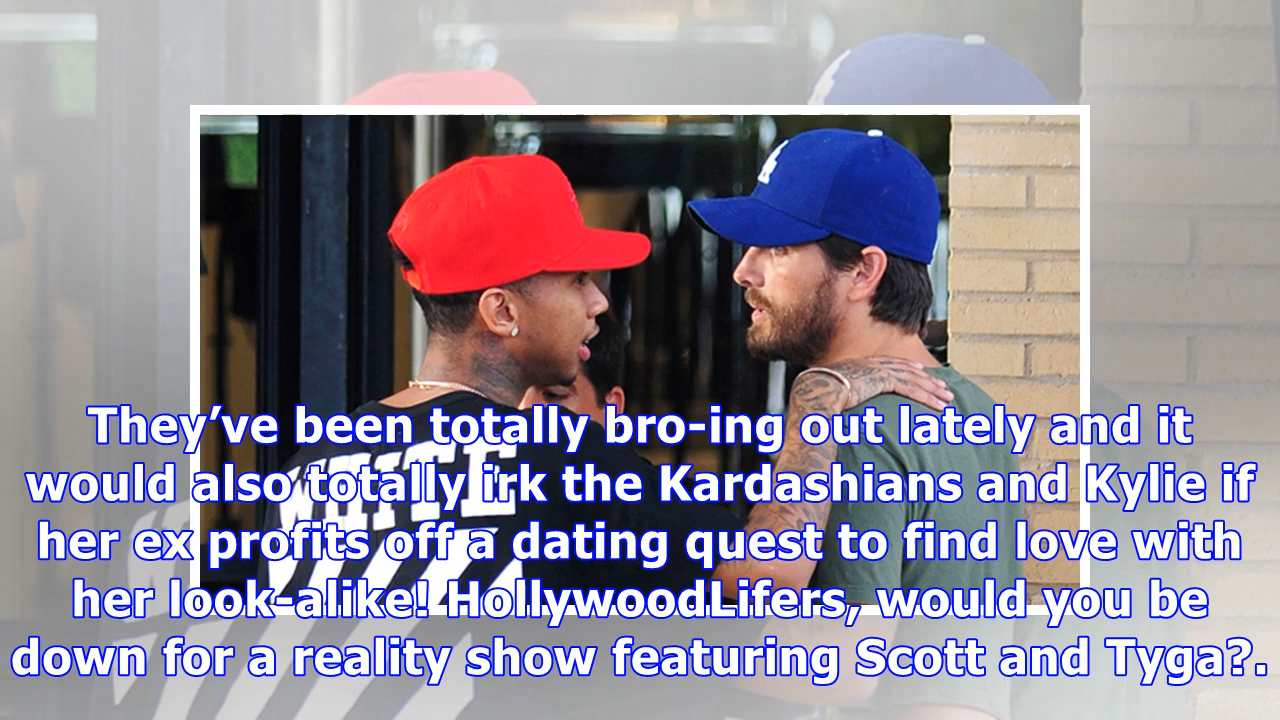 LA
WHITE
They’ve been totally bro-ing out lately and it
would also totally irk the Kardashians and Kylie if
her ex profits off a dating quest to find love with
her look-alike! HollywoodLifers, would you be
down for a reality show featuring Scott and Tyga?.